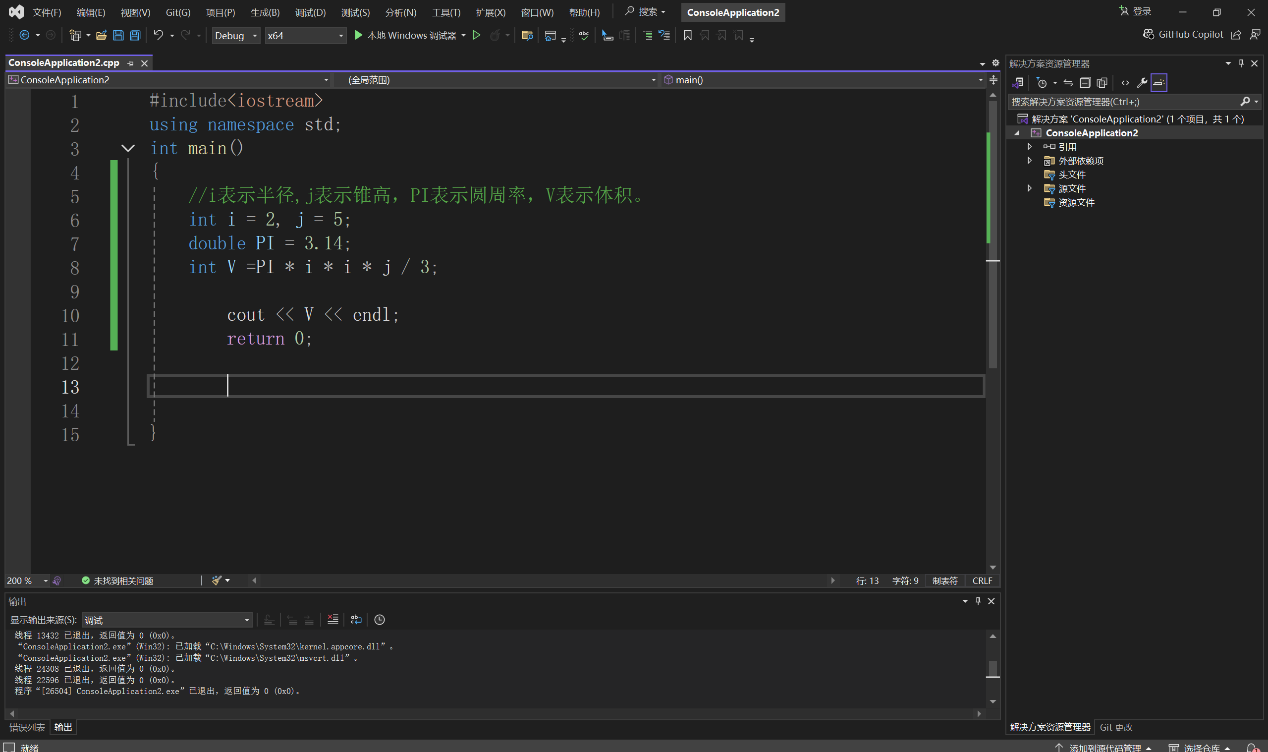 文件(F) 编辑(E) 视图(V) Git(G) 项目(P) 生成(B) 调试(D) 测试(S) 分析(N) 工具(T) 扩展(X) 窗口(W) 帮助(H) 搜索 ConsoleApplication2 登录
Debug x64 本地 Windows 调试器 GitHub Copilot
ConsoleApplication2.cpp
ConsoleApplication2 (全局范围) main()
1 #include<iostream>
2 using namespace std;
3 int main()
4 {
5 //i表示半径,j表示锥高，PI表示圆周率，V表示体积。
6 int i = 2, j = 5;
7 double PI = 3.14;
8 int V =PI * i * i * j / 3;
9
10 cout << V << endl;
11 return 0;
12
13
14
15 }
200 % 未找到相关问题 行: 13 字符: 9 制表符 CRLF
输出
显示输出来源(S): 调试
线程 13432 已退出，返回值为 0 (0x0)。
“ConsoleApplication2.exe”(Win32): 已加载“C:\Windows\System32\kernel.appcore.dll”。
“ConsoleApplication2.exe”(Win32): 已加载“C:\Windows\System32\msvcrt.dll”。
线程 24308 已退出，返回值为 0 (0x0)。
线程 22596 已退出，返回值为 0 (0x0)。
程序“[26504] ConsoleApplication2.exe”已退出，返回值为 0 (0x0)。
错误列表 输出
解决方案资源管理器
搜索解决方案资源管理器(Ctrl+;)
解决方案 'ConsoleApplication2' (1 个项目，共 1 个)
ConsoleApplication2
引用
外部依赖项
头文件
源文件
资源文件
解决方案资源管理器 Git 更改
就绪 添加到源代码管理 选择仓库